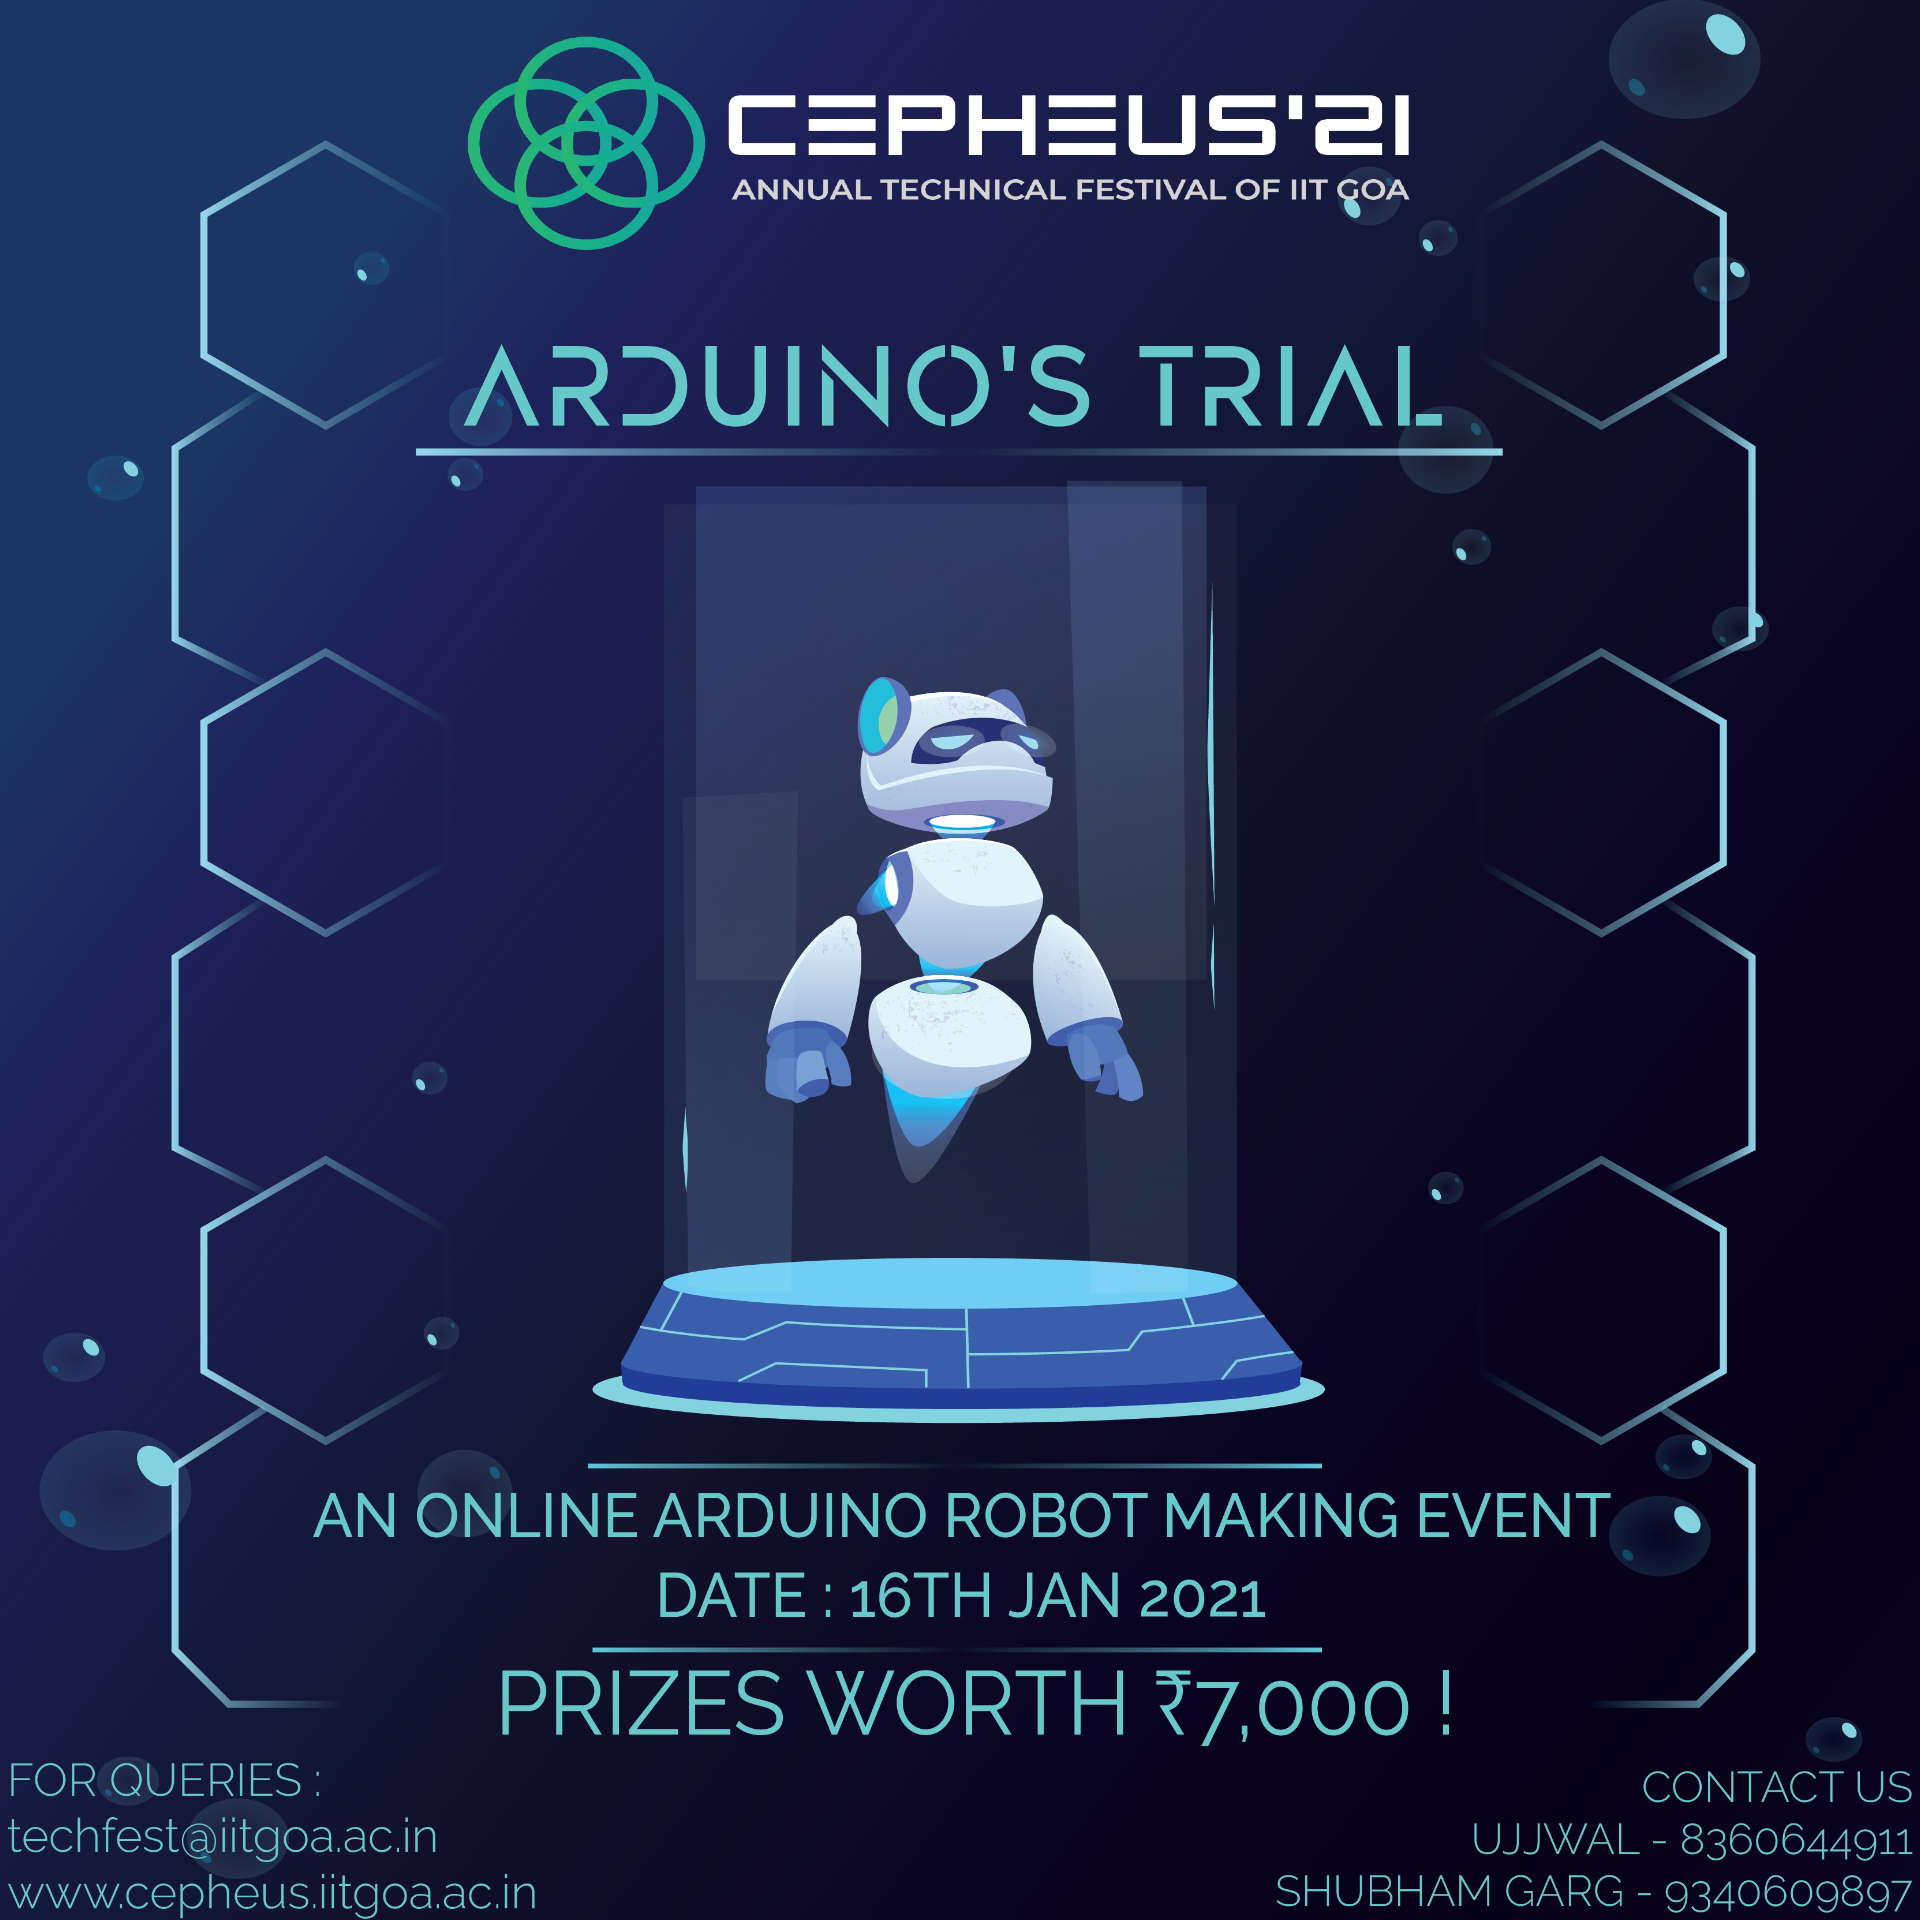 CEPHEUS'21
ANNUAL TECHNICAL FESTIVAL OF IIT GOA
ARDUINO'S TRIAL
AN ONLINE ARDUINO ROBOT MAKING EVENT
DATE : 16TH JAN 2021
PRIZES WORTH ₹7,000 !
FOR QUERIES :
techfest@iitgoa.ac.in
www.cepheus.iitgoa.ac.in
CONTACT US
UJJWAL - 8360644911
SHUBHAM GARG - 9340609897